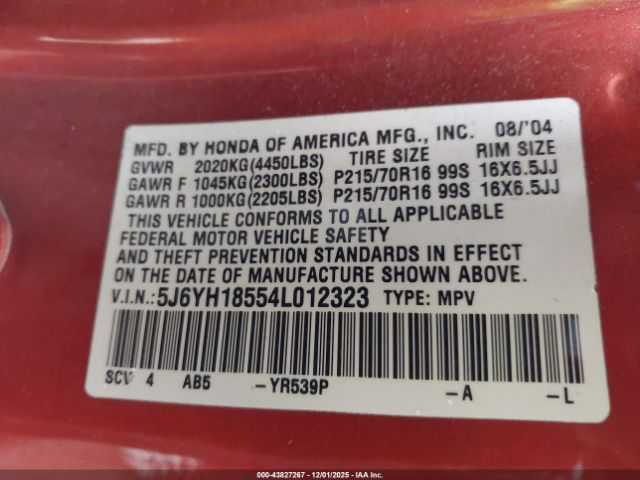 MFD. BY HONDA OF AMERICA MFG., INC. 08/'04
GVWR 2020KG(4450LBS) TIRE SIZE RIM SIZE
GAWR F 1045KG(2300LBS) P215/70R16 99S 16X6.5JJ
GAWR R 1000KG(2205LBS) P215/70R16 99S 16X6.5JJ
THIS VEHICLE CONFORMS TO ALL APPLICABLE
FEDERAL MOTOR VEHICLE SAFETY
AND THEFT PREVENTION STANDARDS IN EFFECT
ON THE DATE OF MANUFACTURE SHOWN ABOVE.
V.I.N.: 5J6YH18554L012323 TYPE: MPV
SCV 4 AB5 -YR539P -A -L
© - 43827267 - 12/01/2025 - IAA Inc.